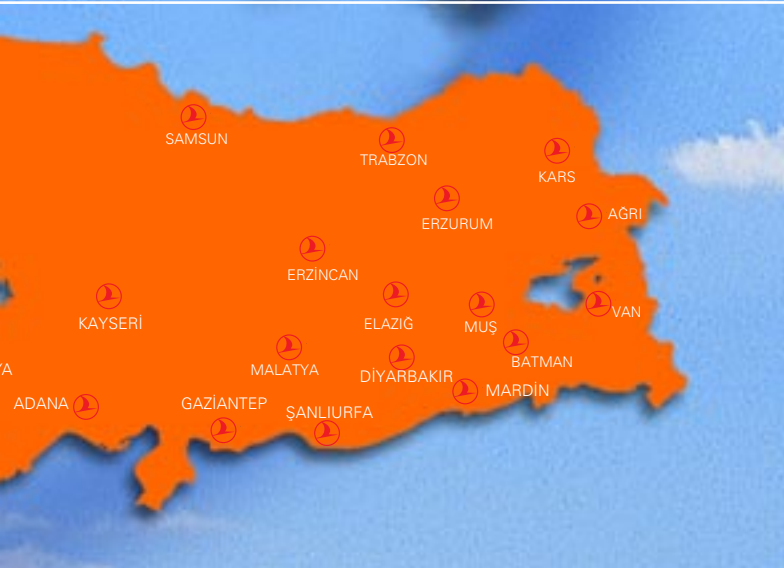 SAMSUN
TRABZON
KARS
AĞRI
ERZURUM
ERZİNCAN
KAYSERİ
ELAZIĞ
MUŞ
VAN
MALATYA
DİYARBAKIR
BATMAN
YA
ADANA
GAZİANTEP
ŞANLIURFA
MARDİN